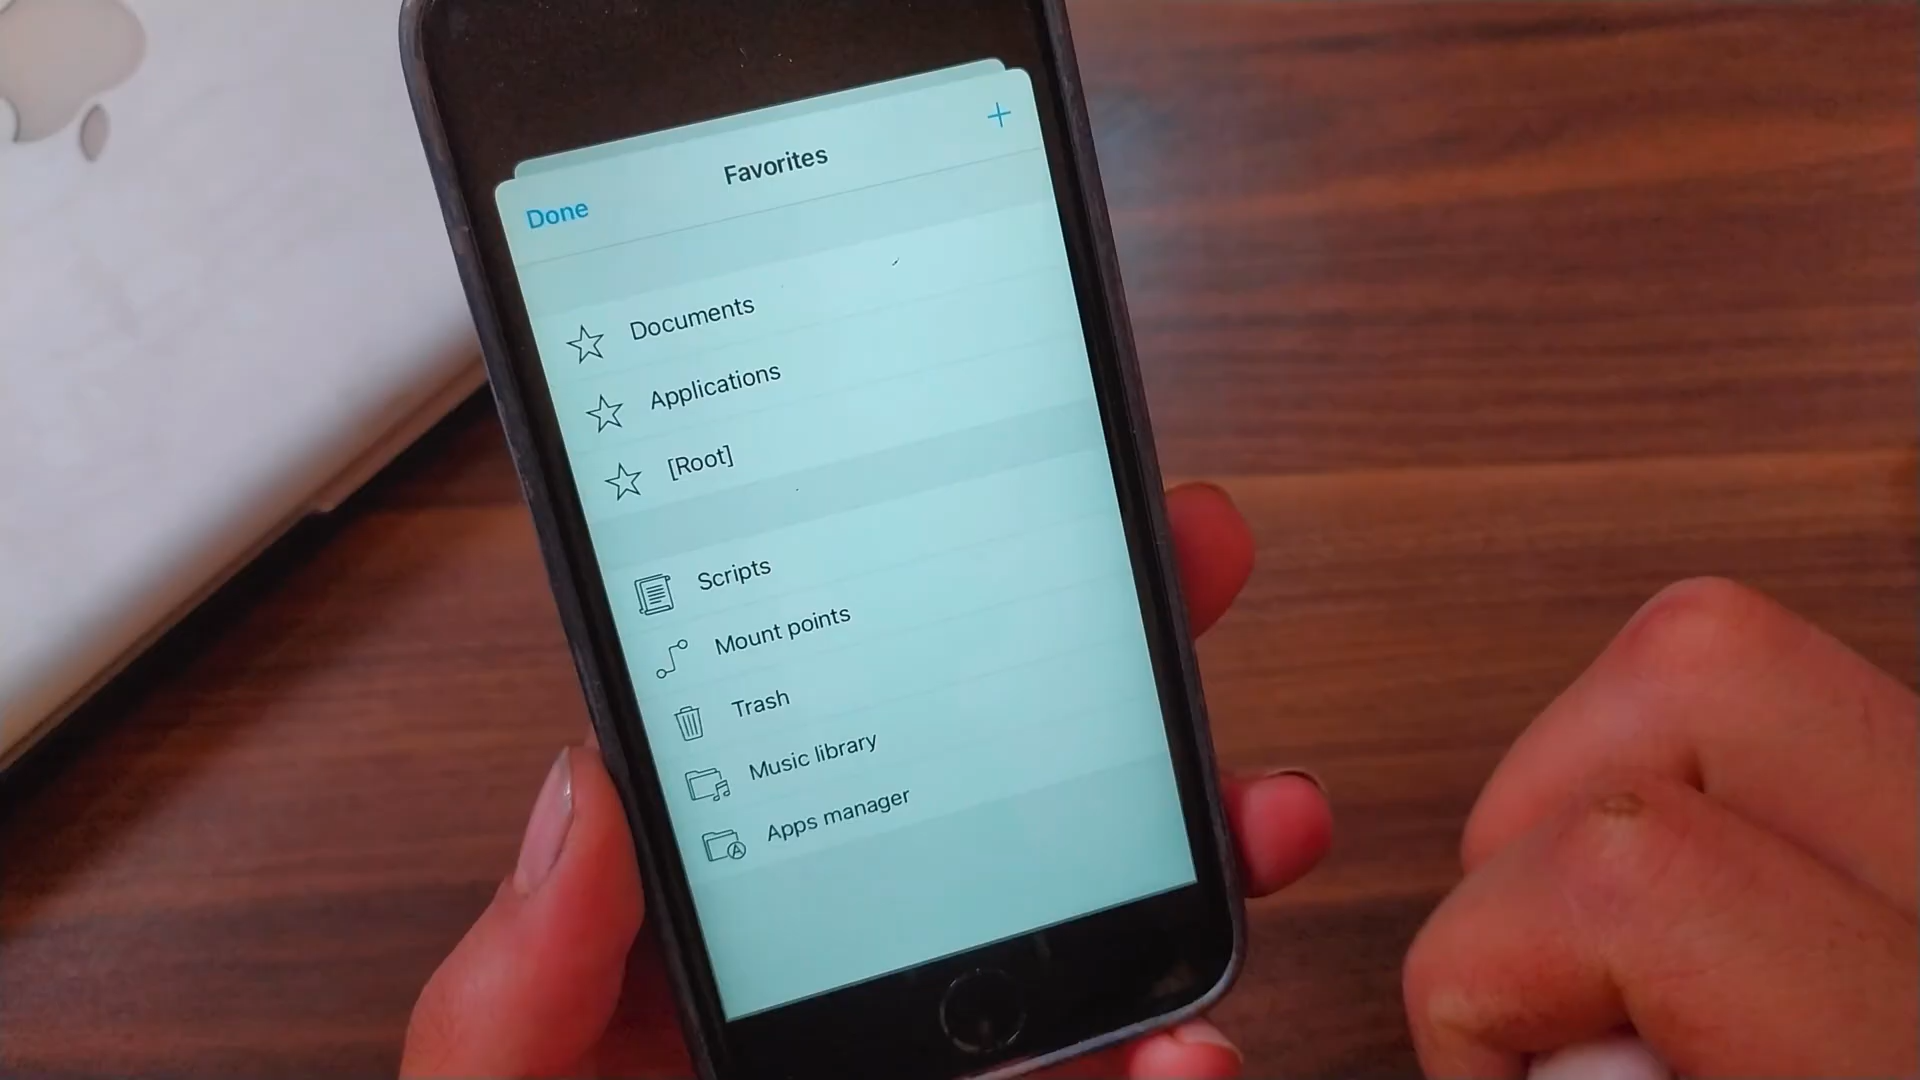 Favorites
Done
Documents
Applications
[Root]
Scripts
Mount points
Trash
Music library
Apps manager